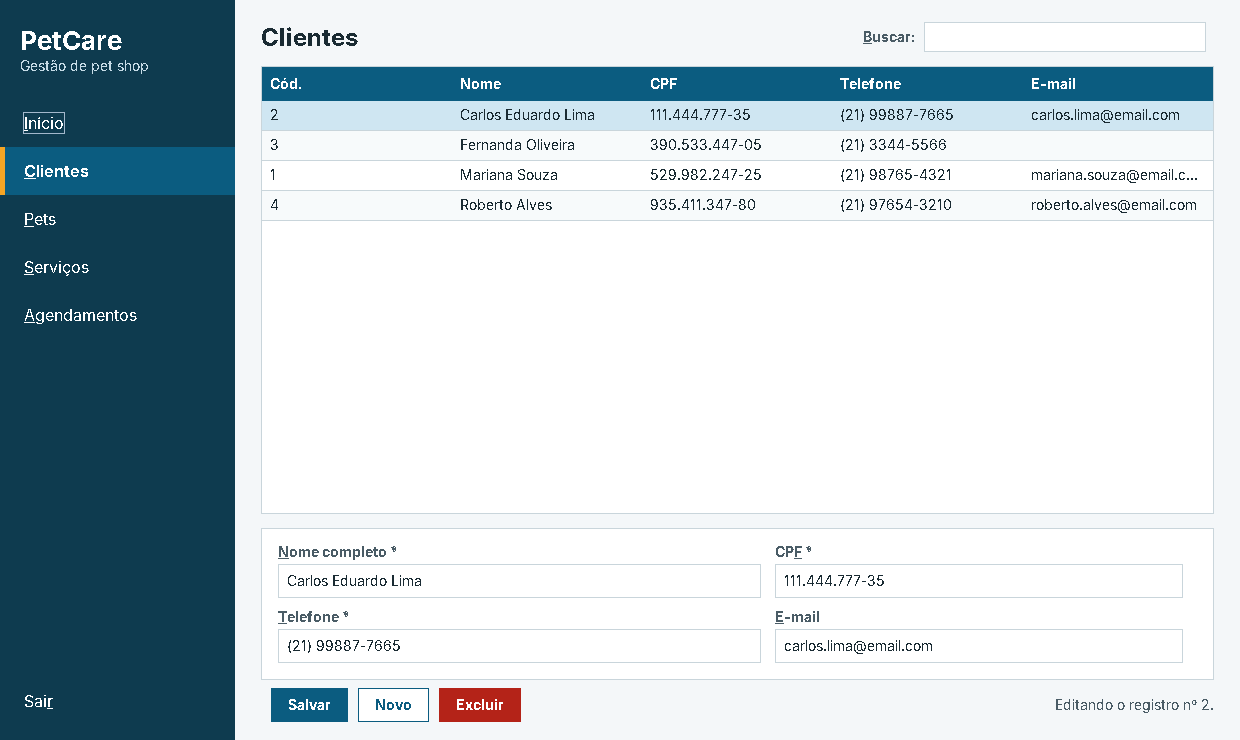 PetCare
Gestão de pet shop
Início
Clientes
Pets
Serviços
Agendamentos
Sair
Clientes
Buscar:
Cód. Nome CPF Telefone E-mail
2 Carlos Eduardo Lima 111.444.777-35 (21) 99887-7665 carlos.lima@email.com
3 Fernanda Oliveira 390.533.447-05 (21) 3344-5566
1 Mariana Souza 529.982.247-25 (21) 98765-4321 mariana.souza@email.c...
4 Roberto Alves 935.411.347-80 (21) 97654-3210 roberto.alves@email.com
Nome completo * CPF *
Carlos Eduardo Lima 111.444.777-35
Telefone * E-mail
(21) 99887-7665 carlos.lima@email.com
Salvar Novo Excluir Editando o registro nº 2.